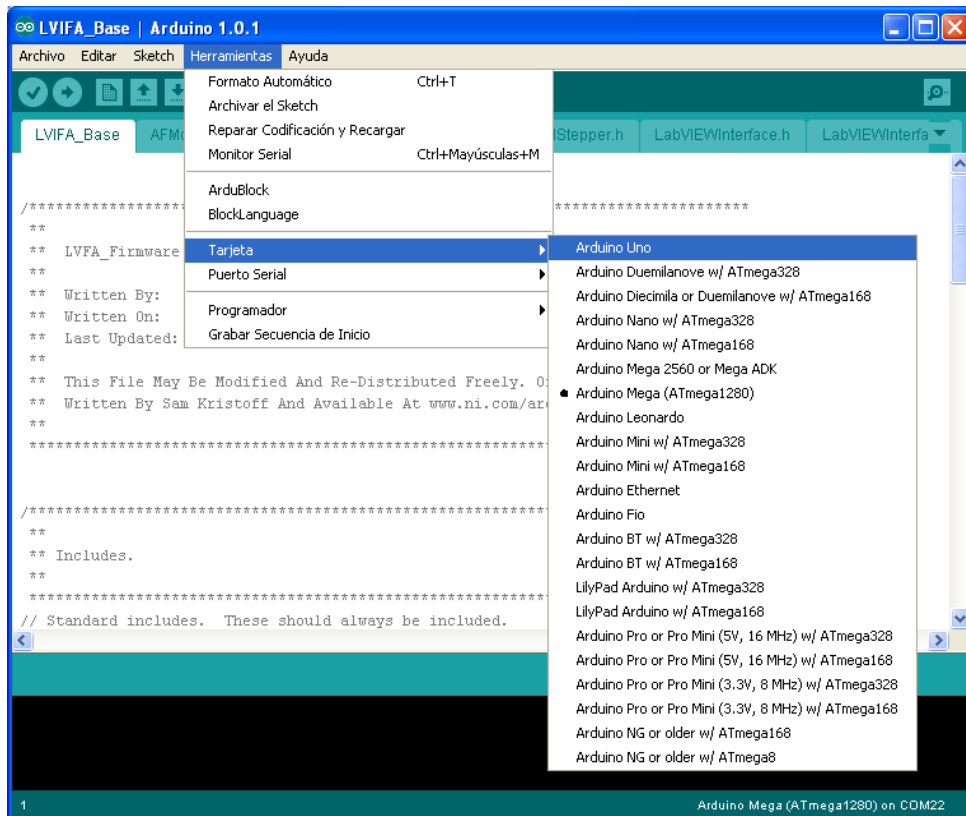 LVIFA_Base | Arduino 1.0.1
Archivo Editar Sketch Herramientas Ayuda
LVIFA_Base AFMo Stepper.h LabVIEWInterface.h LabVIEWInterfa
Formato Automático Ctrl+T
Archivar el Sketch
Reparar Codificación y Recargar
Monitor Serial Ctrl+Mayúsculas+M
ArduBlock
BlockLanguage
Tarjeta
Puerto Serial
Programador
Grabar Secuencia de Inicio
Arduino Uno
Arduino Duemilanove w/ ATmega328
Arduino Diecimila or Duemilanove w/ ATmega168
Arduino Nano w/ ATmega328
Arduino Nano w/ ATmega168
Arduino Mega 2560 or Mega ADK
Arduino Mega (ATmega1280)
Arduino Leonardo
Arduino Mini w/ ATmega328
Arduino Mini w/ ATmega168
Arduino Ethernet
Arduino Fio
Arduino BT w/ ATmega328
Arduino BT w/ ATmega168
LilyPad Arduino w/ ATmega328
LilyPad Arduino w/ ATmega168
Arduino Pro or Pro Mini (5V, 16 MHz) w/ ATmega328
Arduino Pro or Pro Mini (5V, 16 MHz) w/ ATmega168
Arduino Pro or Pro Mini (3.3V, 8 MHz) w/ ATmega328
Arduino Pro or Pro Mini (3.3V, 8 MHz) w/ ATmega168
Arduino NG or older w/ ATmega168
Arduino NG or older w/ ATmega8
/******************
**
** LVFA_Firmware
**
** Written By:
** Written On:
** Last Updated:
**
** This File May Be Modified And Re-Distributed Freely. O
** Written By Sam Kristoff And Available At www.ni.com/ar
**
***********************************************************
/**********************************************************
**
** Includes.
**
***********************************************************
// Standard includes. These should always be included.
1 Arduino Mega (ATmega1280) on COM22